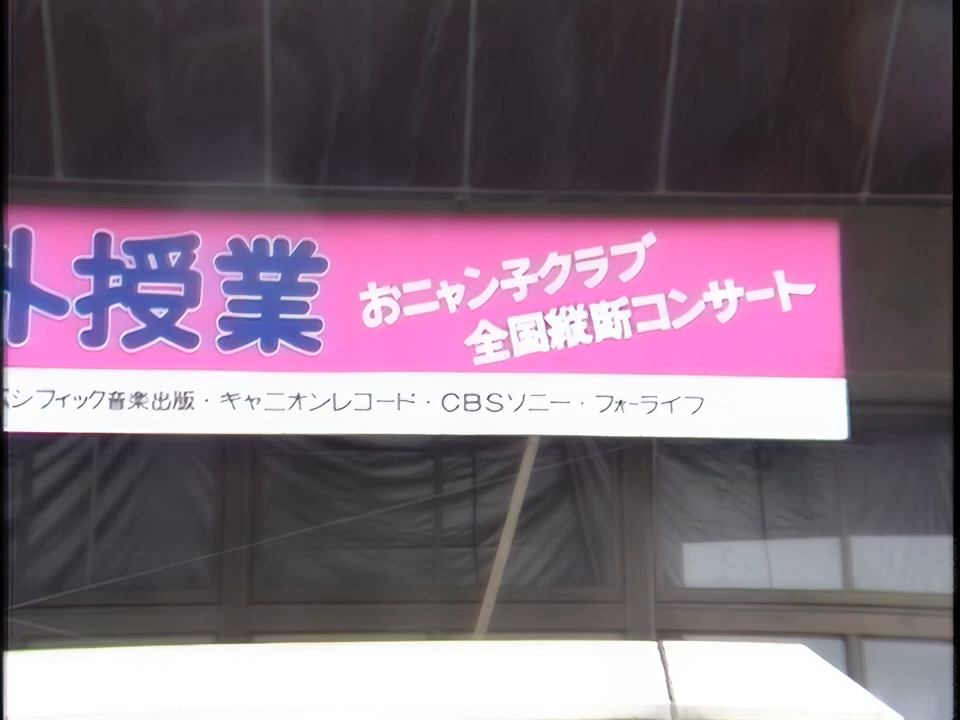 外授業
おニャン子クラブ
全国縦断コンサート
シフィック音楽出版・キャニオンレコード・CBSソニー・フォーライフ